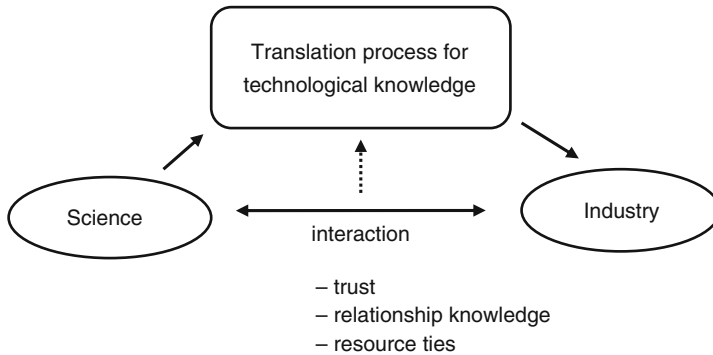 Translation process for
technological knowledge
Science
Industry
interaction
– trust
– relationship knowledge
– resource ties